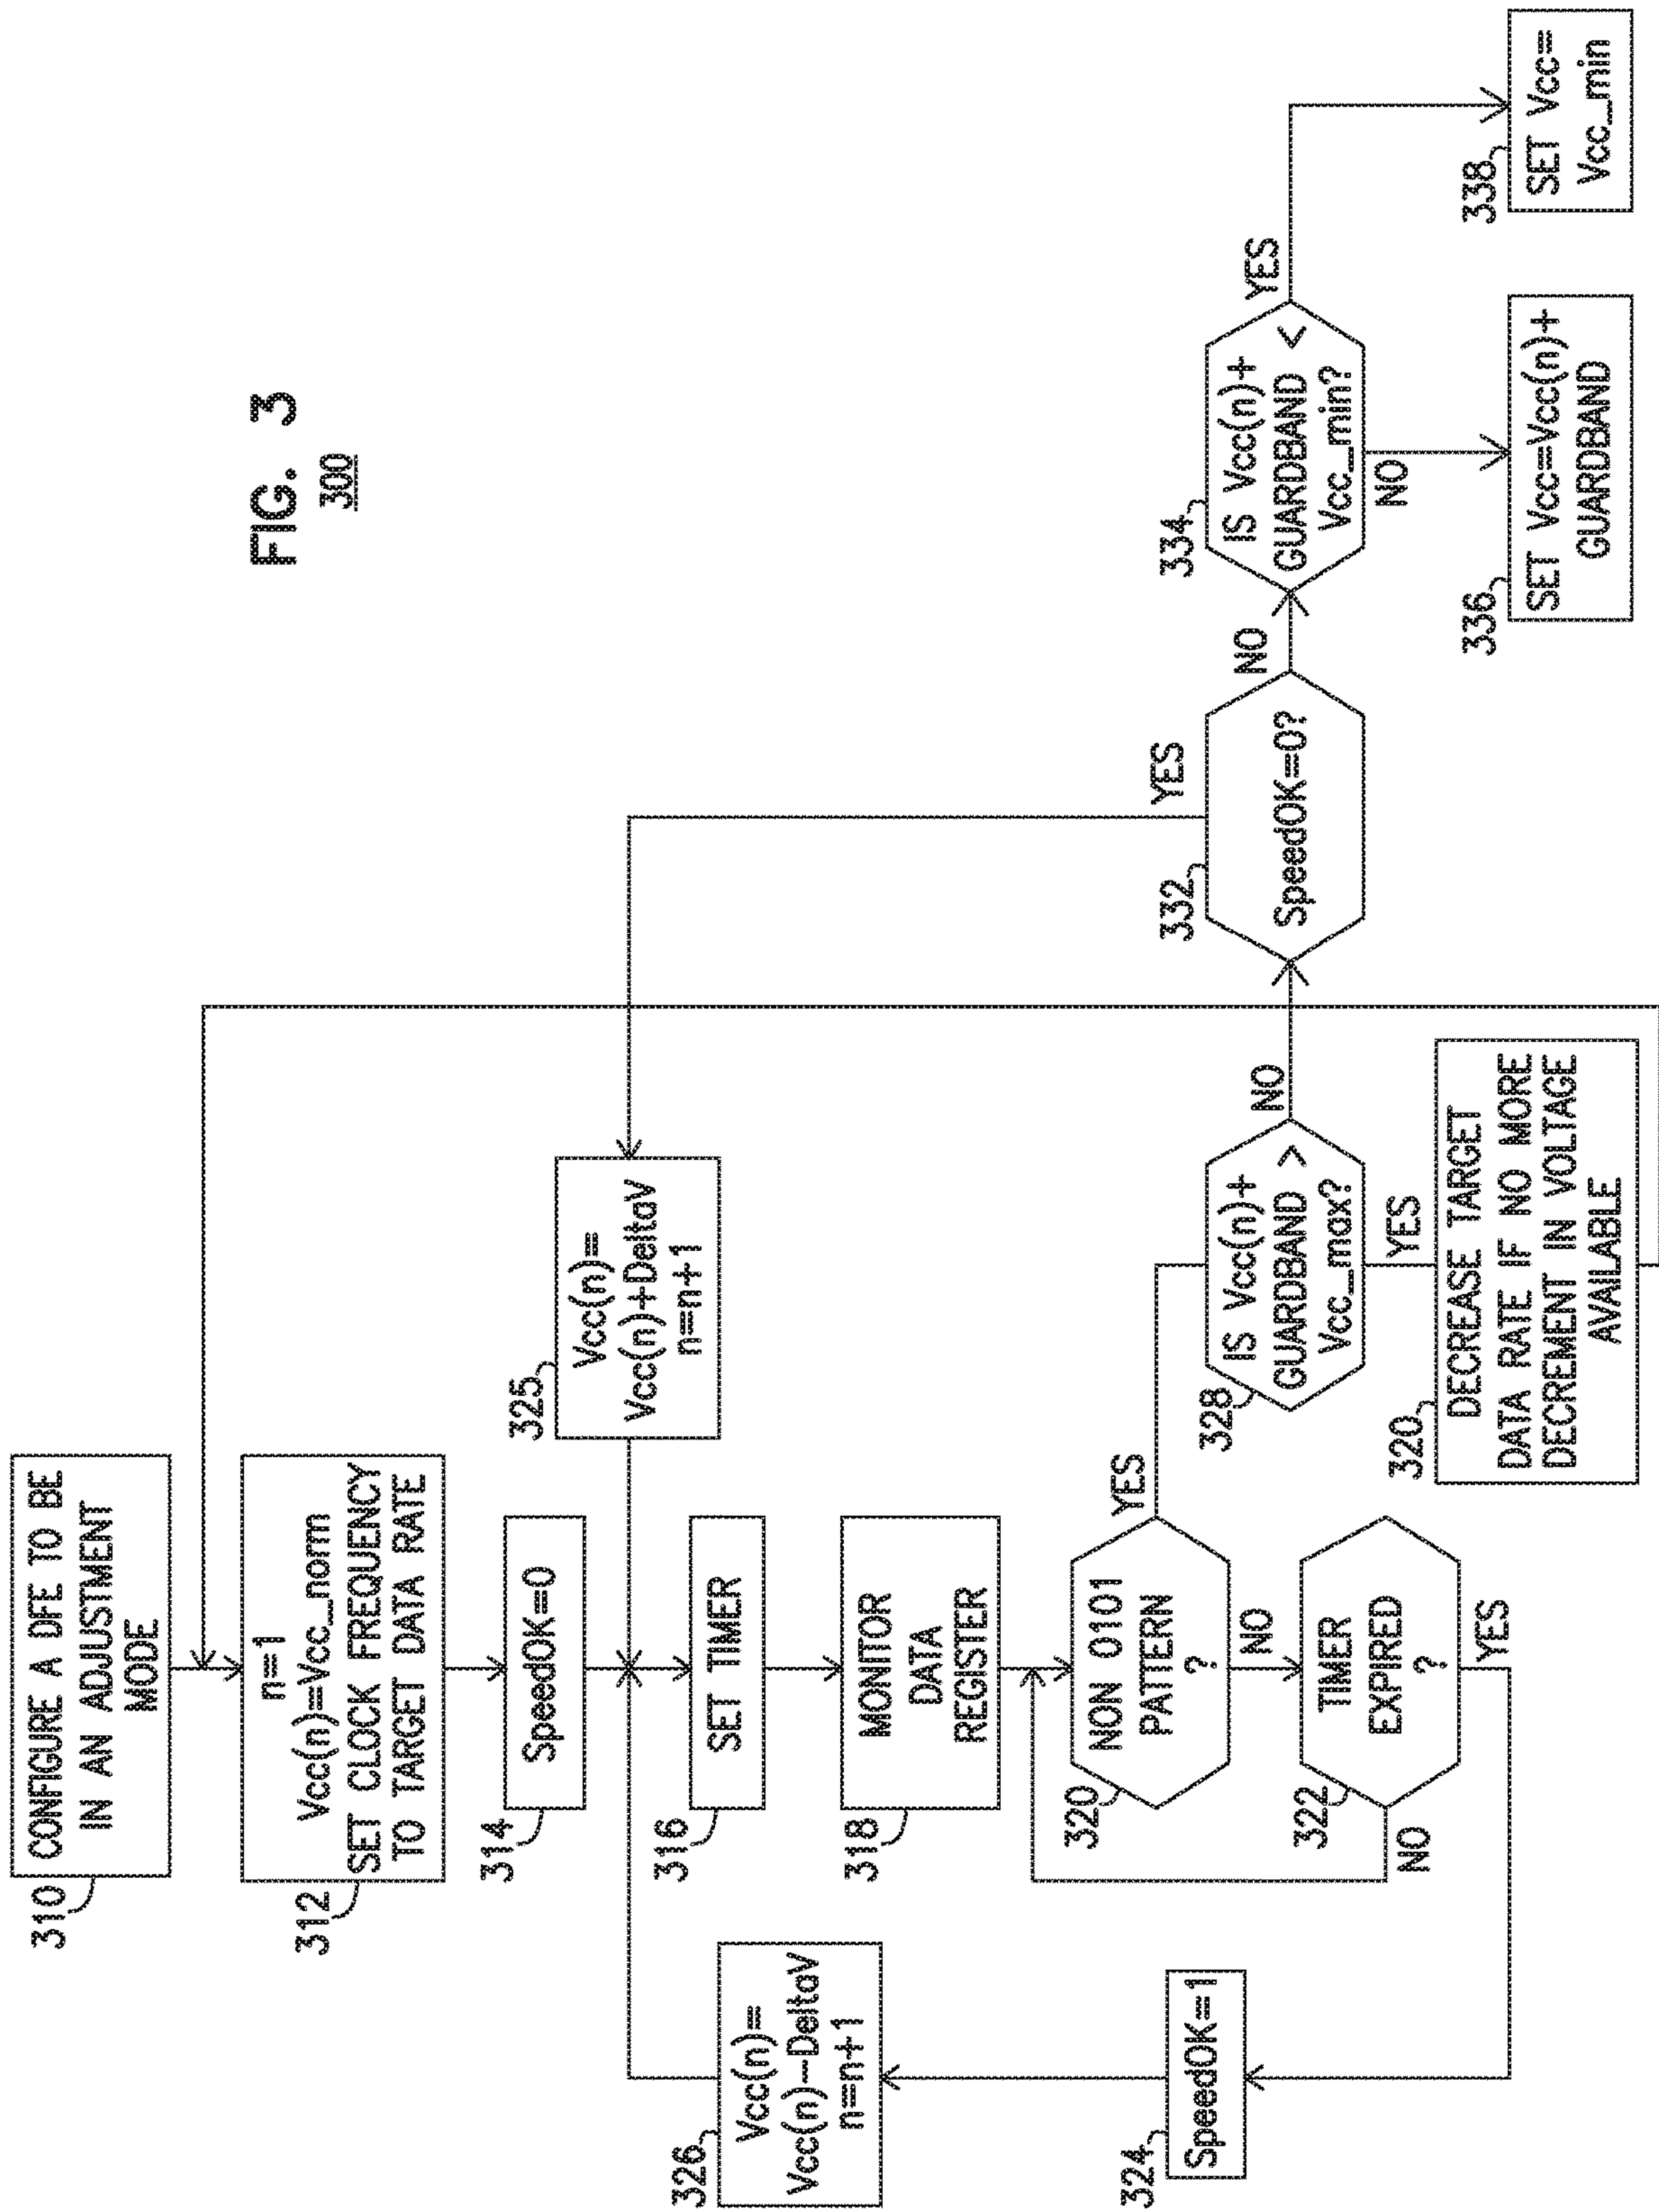 FIG. 3
300
310
CONFIGURE A DFE TO BE
IN AN ADJUSTMENT
MODE
312
n=1
Vcc(n)=Vcc_norm
SET CLOCK FREQUENCY
TO TARGET DATA RATE
314
SpeedOK=0
325
Vcc(n)=
Vcc(n)+DeltaV
n=n+1
326
Vcc(n)=
Vcc(n)-DeltaV
n=n+1
316
SET TIMER
318
MONITOR
DATA
REGISTER
320
NON 0101
PATTERN
?
YES
NO
322
TIMER
EXPIRED
?
NO
YES
324
SpeedOK=1
328
IS Vcc(n)+
GUARDBAND >
Vcc_max?
NO
YES
320
DECREASE TARGET
DATA RATE IF NO MORE
DECREMENT IN VOLTAGE
AVAILABLE
332
SpeedOK=0?
YES
NO
334
IS Vcc(n)+
GUARDBAND <
Vcc_min?
YES
NO
336
SET Vcc=Vcc(n)+
GUARDBAND
338
SET Vcc=
Vcc_min